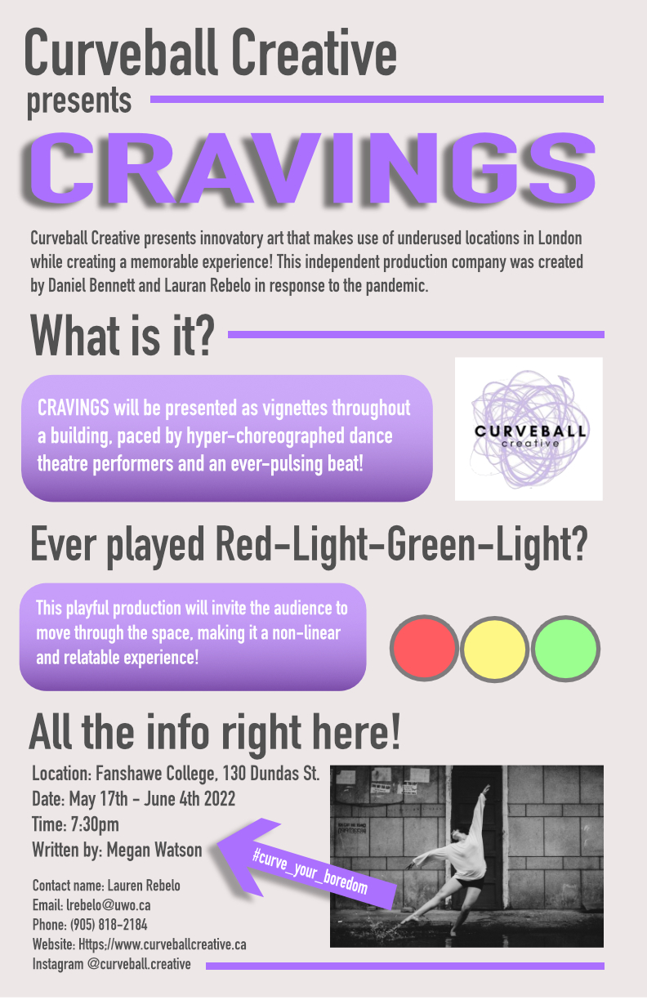 Curveball Creative
presents
CRAVINGS
Curveball Creative presents innovatory art that makes use of underused locations in London
while creating a memorable experience! This independent production company was created
by Daniel Bennett and Lauran Rebelo in response to the pandemic.
What is it?
CRAVINGS will be presented as vignettes throughout
a building, paced by hyper-choreographed dance
theatre performers and an ever-pulsing beat!
CURVEBALL
creative
Ever played Red-Light-Green-Light?
This playful production will invite the audience to
move through the space, making it a non-linear
and relatable experience!
All the info right here!
Location: Fanshawe College, 130 Dundas St.
Date: May 17th - June 4th 2022
Time: 7:30pm
Written by: Megan Watson
#curve_your_boredom
Contact name: Lauren Rebelo
Email: lrebelo@uwo.ca
Phone: (905) 818-2184
Website: Https;//www.curveballcreative.ca
Instagram @curveball.creative